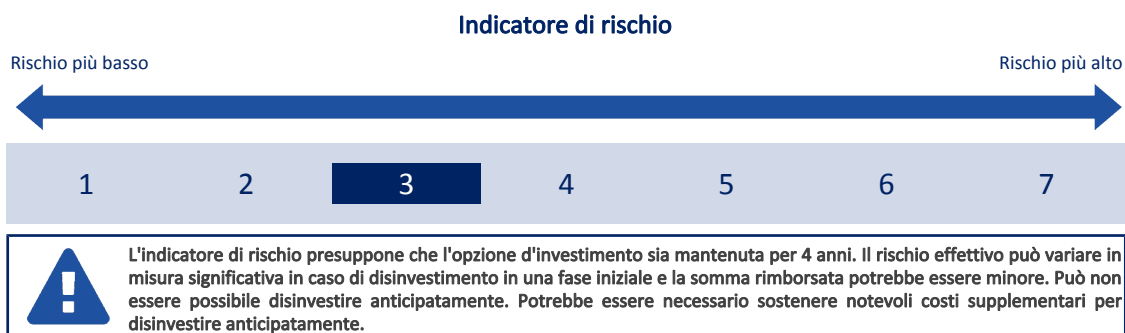 Indicatore di rischio
Rischio più basso
Rischio più alto
1 2 3 4 5 6 7
L'indicatore di rischio presuppone che l'opzione d'investimento sia mantenuta per 4 anni. Il rischio effettivo può variare in
misura significativa in caso di disinvestimento in una fase iniziale e la somma rimborsata potrebbe essere minore. Può non
essere possibile disinvestire anticipatamente. Potrebbe essere necessario sostenere notevoli costi supplementari per
disinvestire anticipatamente.